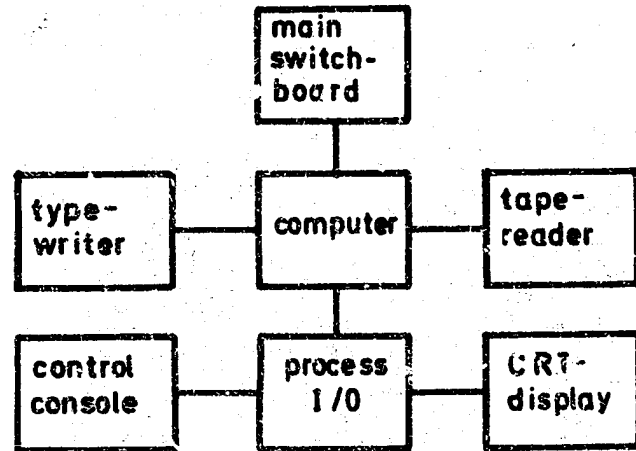 main
switch-
board
type-
writer
computer
tape-
reader
control
console
process
I/O
CRT-
display